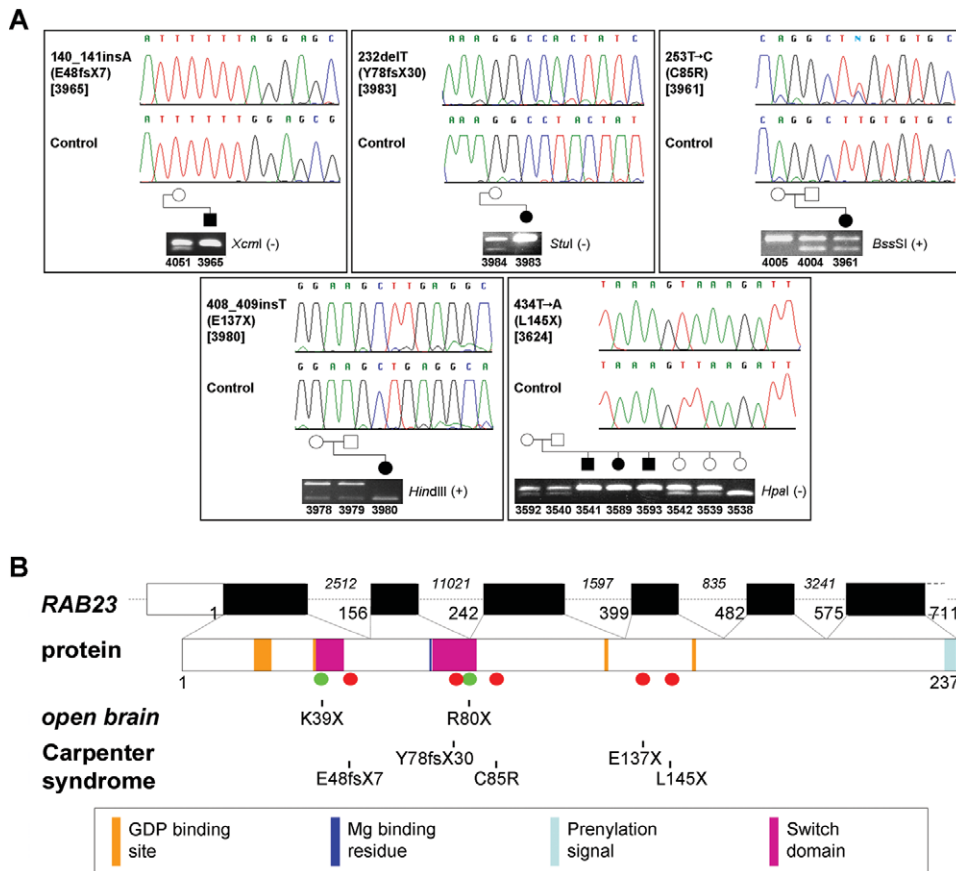 A
140_141insA
(E48fsX7)
[3965]
A T T T T T T A G G A G C
Control
A T T T T T T G G A G C G
XcmI (-)
4051 3965
232delT
(Y78fsX30)
[3983]
A A A G G C C A C T A T C
Control
A A A G G C C T A C T A T
StuI (-)
3984 3983
253T→C
(C85R)
[3961]
C A G G C T N G T G T G C
Control
C A G G C T T G T G T G C
BssSI (+)
4005 4004 3961
408_409insT
(E137X)
[3980]
G G A A G C T T G A G G C
Control
G G A A G C T G A G G C A
HindIII (+)
3978 3979 3980
434T→A
(L145X)
[3624]
T A A A G T A A A G A T T
Control
T A A A G T T A A G A T T
HpaI (-)
3592 3540 3541 3589 3593 3542 3539 3538
B
2512 11021 1597 835 3241
RAB23
1 156 242 399 482 575 711
protein
1 237
open brain
K39X R80X
Carpenter
syndrome
Y78fsX30 E137X
E48fsX7 C85R L145X
GDP binding
site
Mg binding
residue
Prenylation
signal
Switch
domain